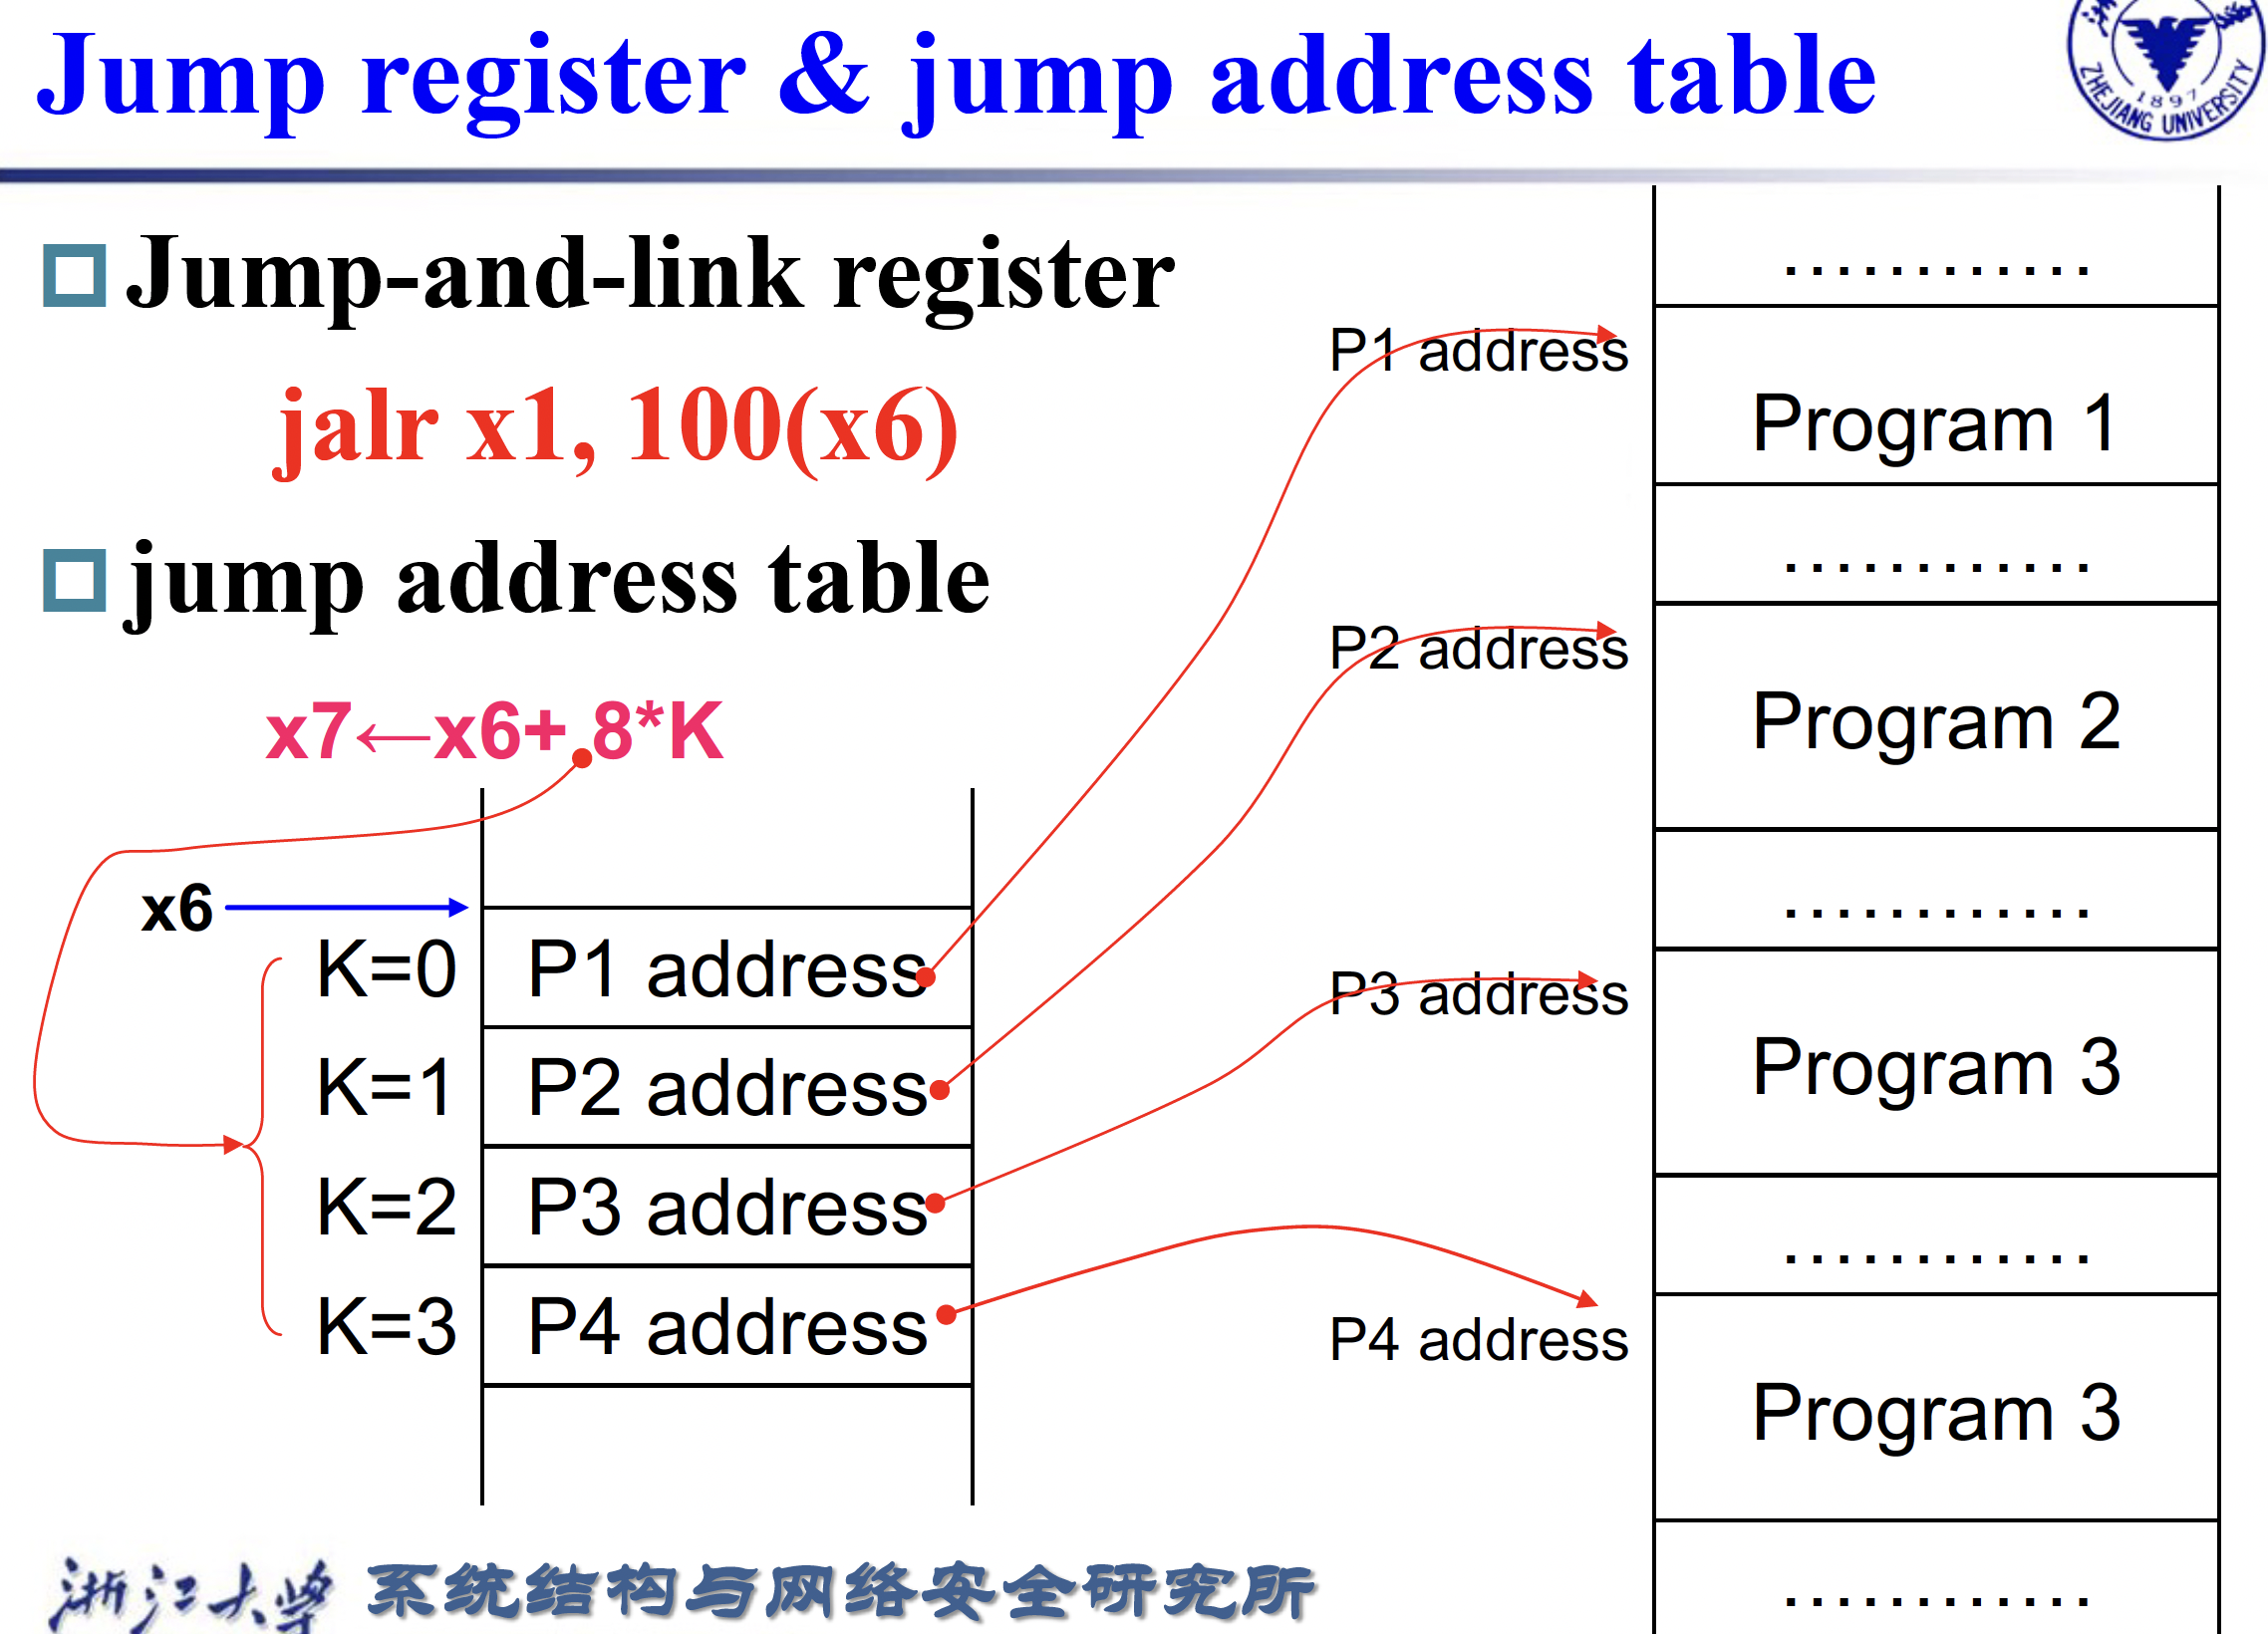 Jump register & jump address table
浙
ZHEJIANG UNIVERSITY
1897
Jump-and-link register
jalr x1, 100(x6)
jump address table
x7←x6+ 8*K
x6
K=0 P1 address
K=1 P2 address
K=2 P3 address
K=3 P4 address
............
P1 address
Program 1
............
P2 address
Program 2
............
P3 address
Program 3
............
P4 address
Program 3
............
浙江大学 系统结构与网络安全研究所